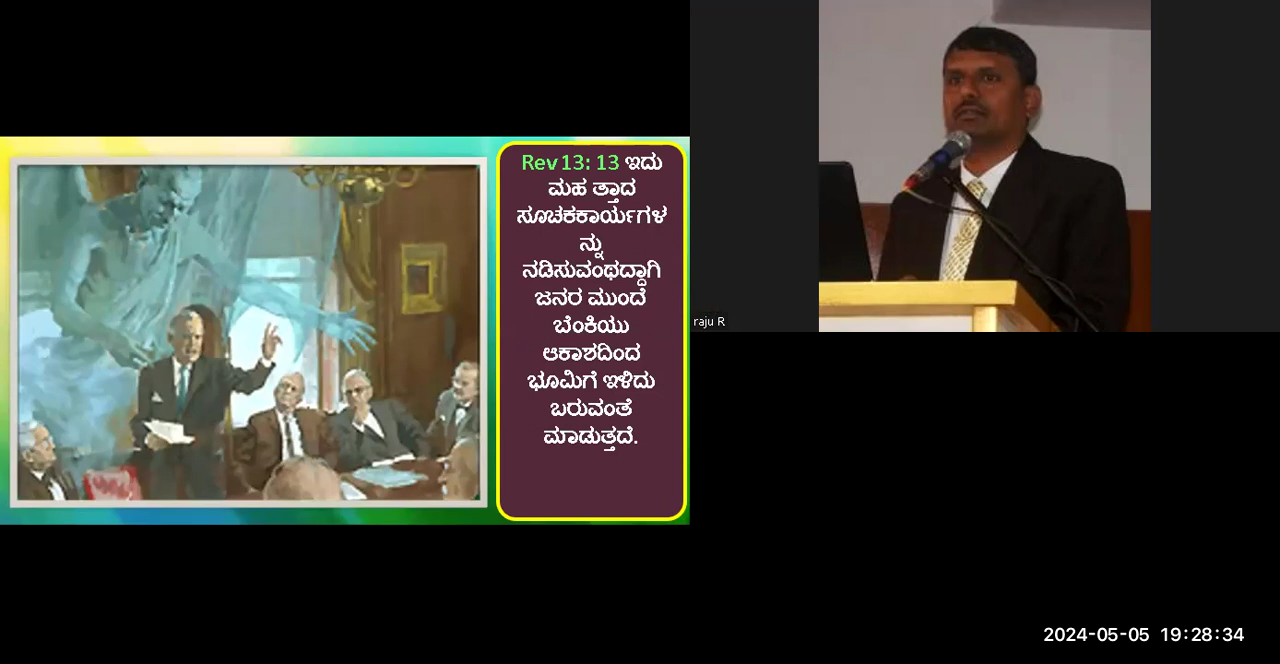 Rev 13: 13 ಇದು
ಮಹ ತ್ತಾದ
ಸೂಚಕಕಾರ್ಯಗಳ
ನ್ನು
ನಡಿಸುವಂಥದ್ದಾಗಿ
ಜನರ ಮುಂದೆ
ಬೆಂಕಿಯು
ಆಕಾಶದಿಂದ
ಭೂಮಿಗೆ ಇಳಿದು
ಬರುವಂತೆ
ಮಾಡುತ್ತದೆ.
raju R
2024-05-05 19:28:34